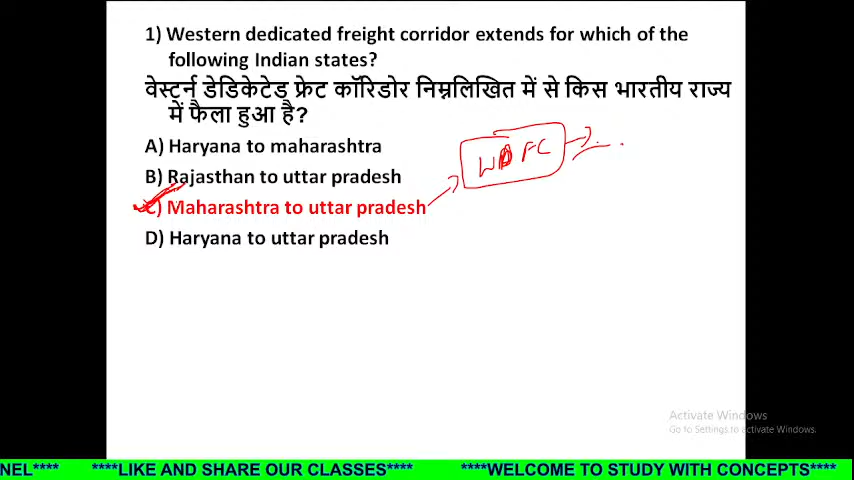 1) Western dedicated freight corridor extends for which of the
following Indian states?
वेस्टर्न डेडिकेटेड फ्रेट कॉरिडोर निम्नलिखित में से किस भारतीय राज्य
में फैला हुआ है?
A) Haryana to maharashtra
B) Rajasthan to uttar pradesh
C) Maharashtra to uttar pradesh
D) Haryana to uttar pradesh
WDFC
Activate Windows
Go to Settings to Activate Windows.
NEL**** ****LIKE AND SHARE OUR CLASSES**** ****WELCOME TO STUDY WITH CONCEPTS****